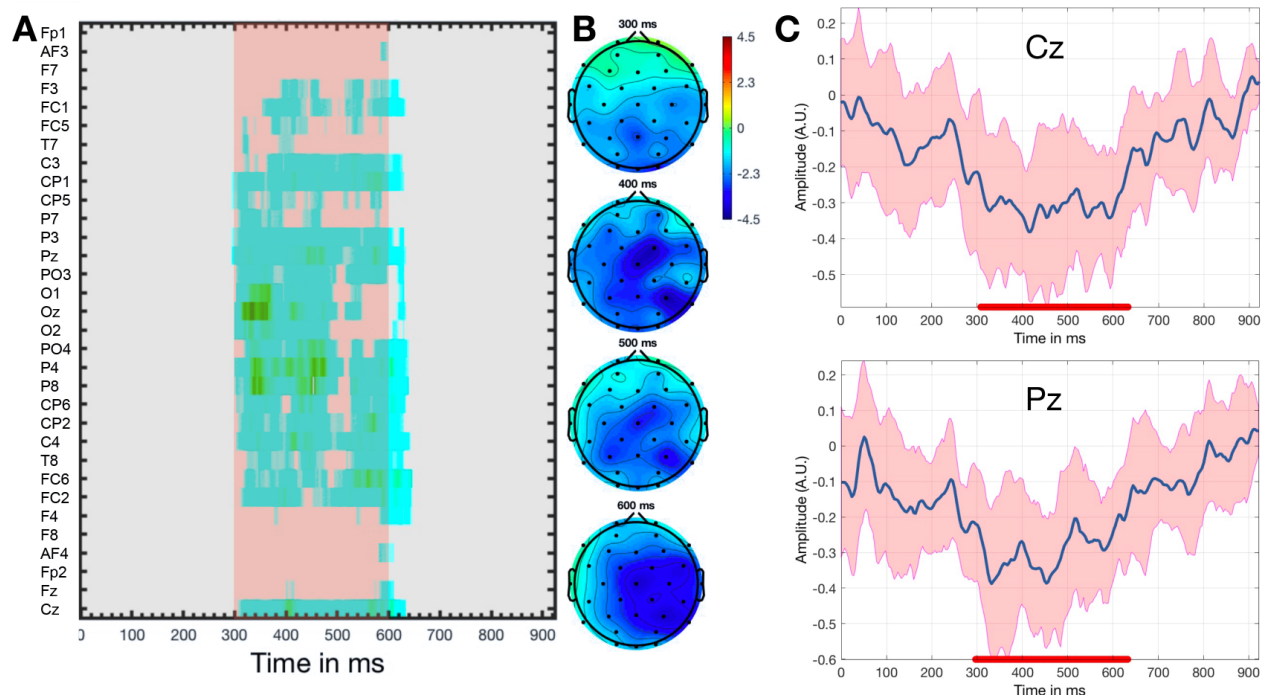 A
Fp1
AF3
F7
F3
FC1
FC5
T7
C3
CP1
CP5
P7
P3
Pz
PO3
O1
Oz
O2
PO4
P4
P8
CP6
CP2
C4
T8
FC6
FC2
F4
F8
AF4
Fp2
Fz
Cz
0 100 200 300 400 500 600 700 800 900
Time in ms
B
300 ms
400 ms
500 ms
600 ms
4.5
2.3
0
-2.3
-4.5
C
Cz
Amplitude (A.U.)
0.2
0.1
0
-0.1
-0.2
-0.3
-0.4
-0.5
0 100 200 300 400 500 600 700 800 900
Time in ms
Pz
Amplitude (A.U.)
0.2
0.1
0
-0.1
-0.2
-0.3
-0.4
-0.5
-0.6
0 100 200 300 400 500 600 700 800 900
Time in ms